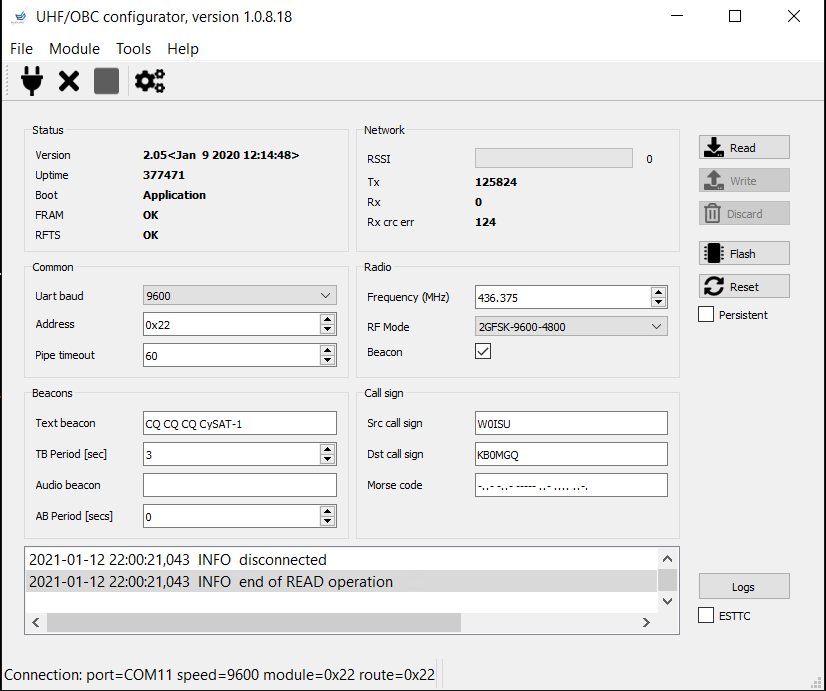 UHF/OBC configurator, version 1.0.8.18
File Module Tools Help
Status
Version 2.05<Jan 9 2020 12:14:48>
Uptime 377471
Boot Application
FRAM OK
RFTS OK
Network
RSSI 0
Tx 125824
Rx 0
Rx crc err 124
Read
Write
Discard
Flash
Reset
Persistent
Common
Uart baud 9600
Address 0x22
Pipe timeout 60
Radio
Frequency (MHz) 436.375
RF Mode 2GFSK-9600-4800
Beacon
Beacons
Text beacon CQ CQ CQ CySAT-1
TB Period [sec] 3
Audio beacon
AB Period [secs] 0
Call sign
Src call sign W0ISU
Dst call sign KB0MGQ
Morse code -..- -..- ----- ..- .... ..-.
2021-01-12 22:00:21,043 INFO disconnected
2021-01-12 22:00:21,043 INFO end of READ operation
Logs
ESTTC
Connection: port=COM11 speed=9600 module=0x22 route=0x22